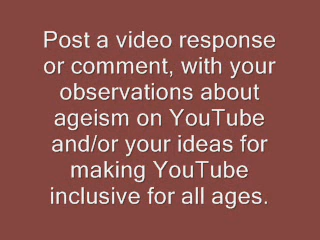 Post a video response
or comment, with your
observations about
ageism on YouTube
and/or your ideas for
making YouTube
inclusive for all ages.